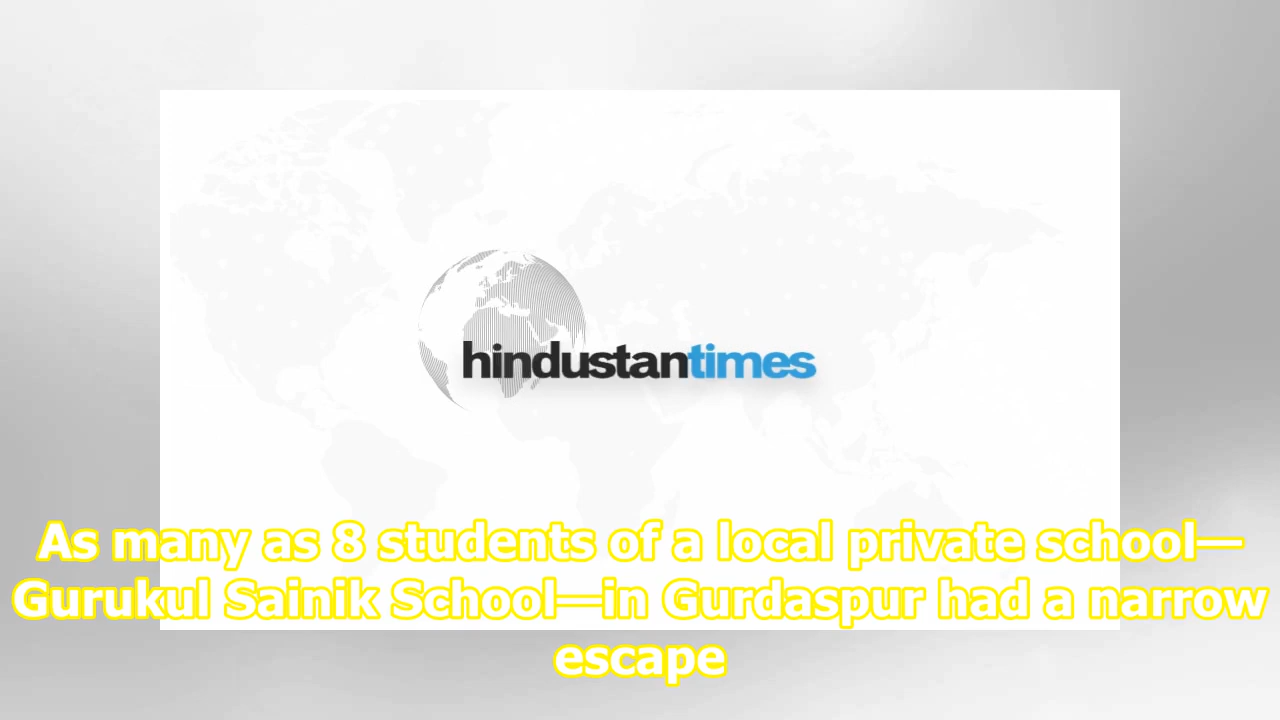 hindustantimes
As many as 8 students of a local private school—
Gurukul Sainik School—in Gurdaspur had a narrow
escape